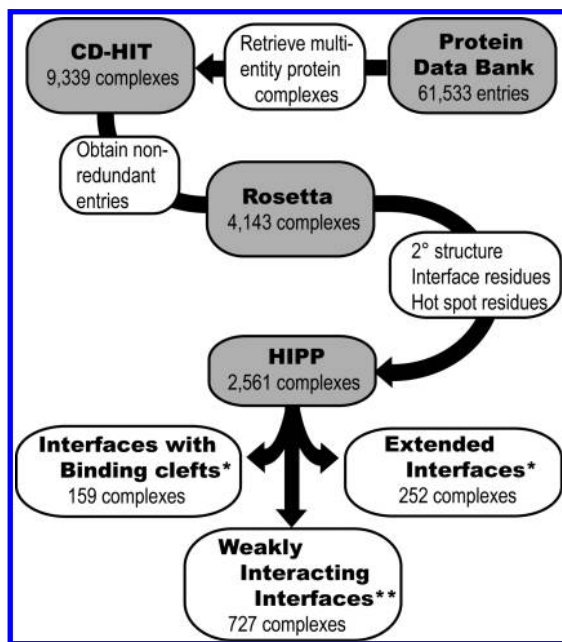 CD-HIT
9,339 complexes
Retrieve multi-
entity protein
complexes
Protein
Data Bank
61,533 entries
Obtain non-
redundant
entries
Rosetta
4,143 complexes
2° structure
Interface residues
Hot spot residues
HIPP
2,561 complexes
Interfaces with
Binding clefts*
159 complexes
Extended
Interfaces*
252 complexes
Weakly
Interacting
Interfaces**
727 complexes